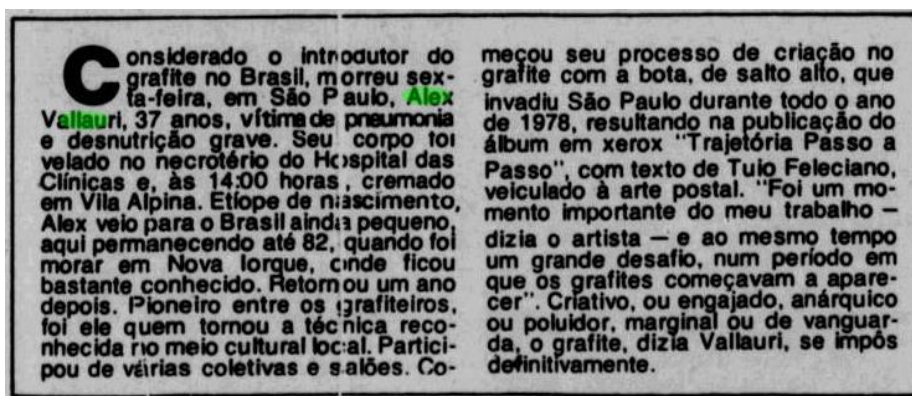 Considerado o introdutor do
grafite no Brasil, morreu sex-
ta-feira, em São Paulo, Alex
Vallauri, 37 anos, vítima de pneumonia
e desnutrição grave. Seu corpo foi
velado no necrotério do Hospital das
Clínicas e, às 14:00 horas, cremado
em Vila Alpina. Etíope de nascimento,
Alex veio para o Brasil ainda pequeno,
aqui permanecendo até 82, quando foi
morar em Nova Iorque, onde ficou
bastante conhecido. Retornou um ano
depois. Pioneiro entre os grafiteiros,
foi ele quem tornou a técnica reco-
nhecida no meio cultural local. Partici-
pou de várias coletivas e salões. Co-
meçou seu processo de criação no
grafite com a bota, de salto alto, que
invadiu São Paulo durante todo o ano
de 1978, resultando na publicação do
álbum em xerox "Trajetória Passo a
Passo", com texto de Tuio Feleciano,
veiculado à arte postal. "Foi um mo-
mento importante do meu trabalho —
dizia o artista — e ao mesmo tempo
um grande desafio, num período em
que os grafites começavam a apare-
cer". Criativo, ou engajado, anárquico
ou poluidor, marginal ou de vanguar-
da, o grafite, dizia Vallauri, se impôs
definitivamente.